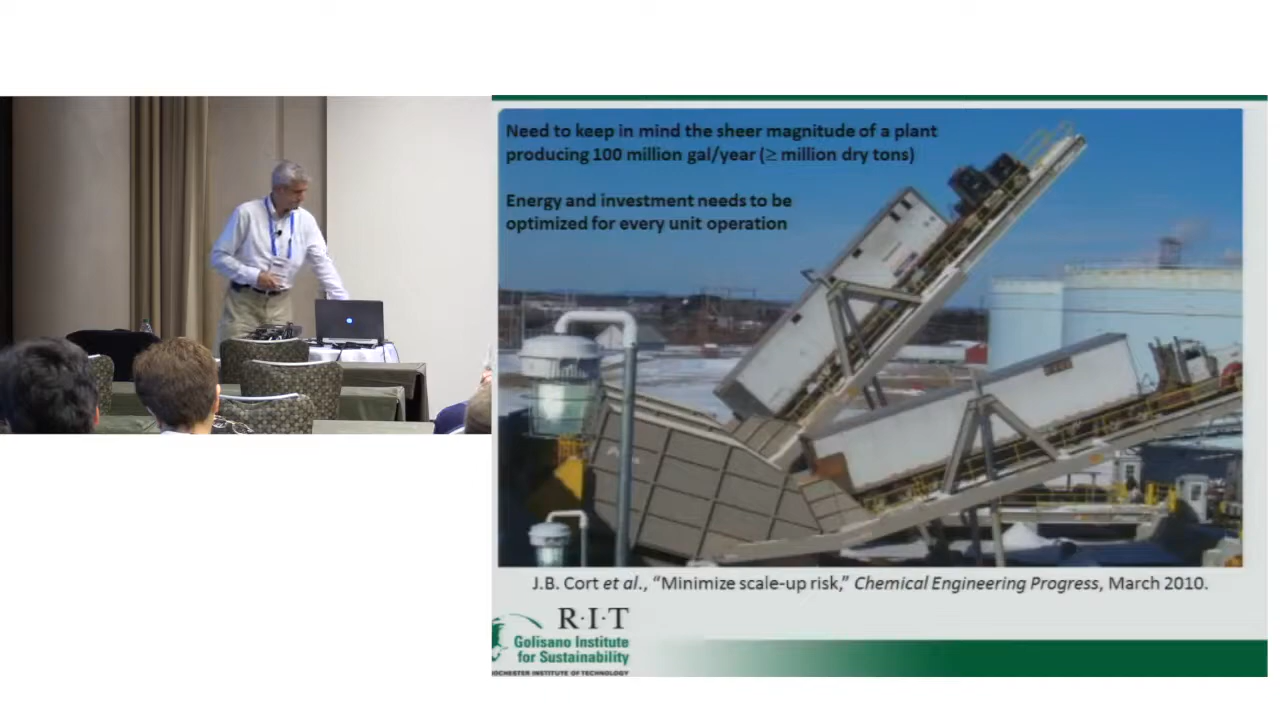 Need to keep in mind the sheer magnitude of a plant
producing 100 million gal/year (≥ million dry tons)
Energy and investment needs to be
optimized for every unit operation
J.B. Cort et al., “Minimize scale-up risk,” Chemical Engineering Progress, March 2010.
R·I·T
Golisano Institute
for Sustainability
ROCHESTER INSTITUTE OF TECHNOLOGY